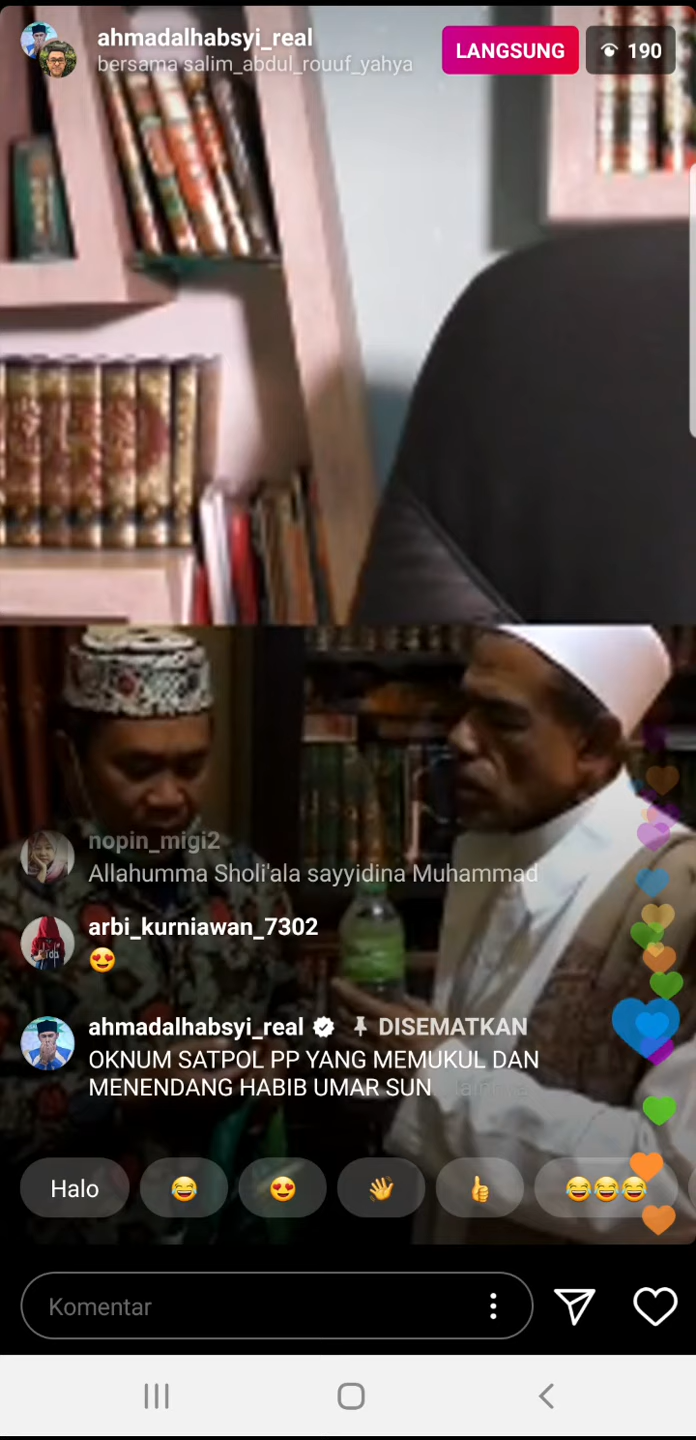 ahmadalhabsyi_real
bersama salim_abdul_rouuf_yahya
LANGSUNG
190
nopin_migi2
Allahumma Sholi'ala sayyidina Muhammad
arbi_kurniawan_7302
😍
ahmadalhabsyi_real DISEMATKAN
OKNUM SATPOL PP YANG MEMUKUL DAN
MENENDANG HABIB UMAR SUN lainnya
Halo 😂 😍 👋 👍 😂😂😂
Komentar